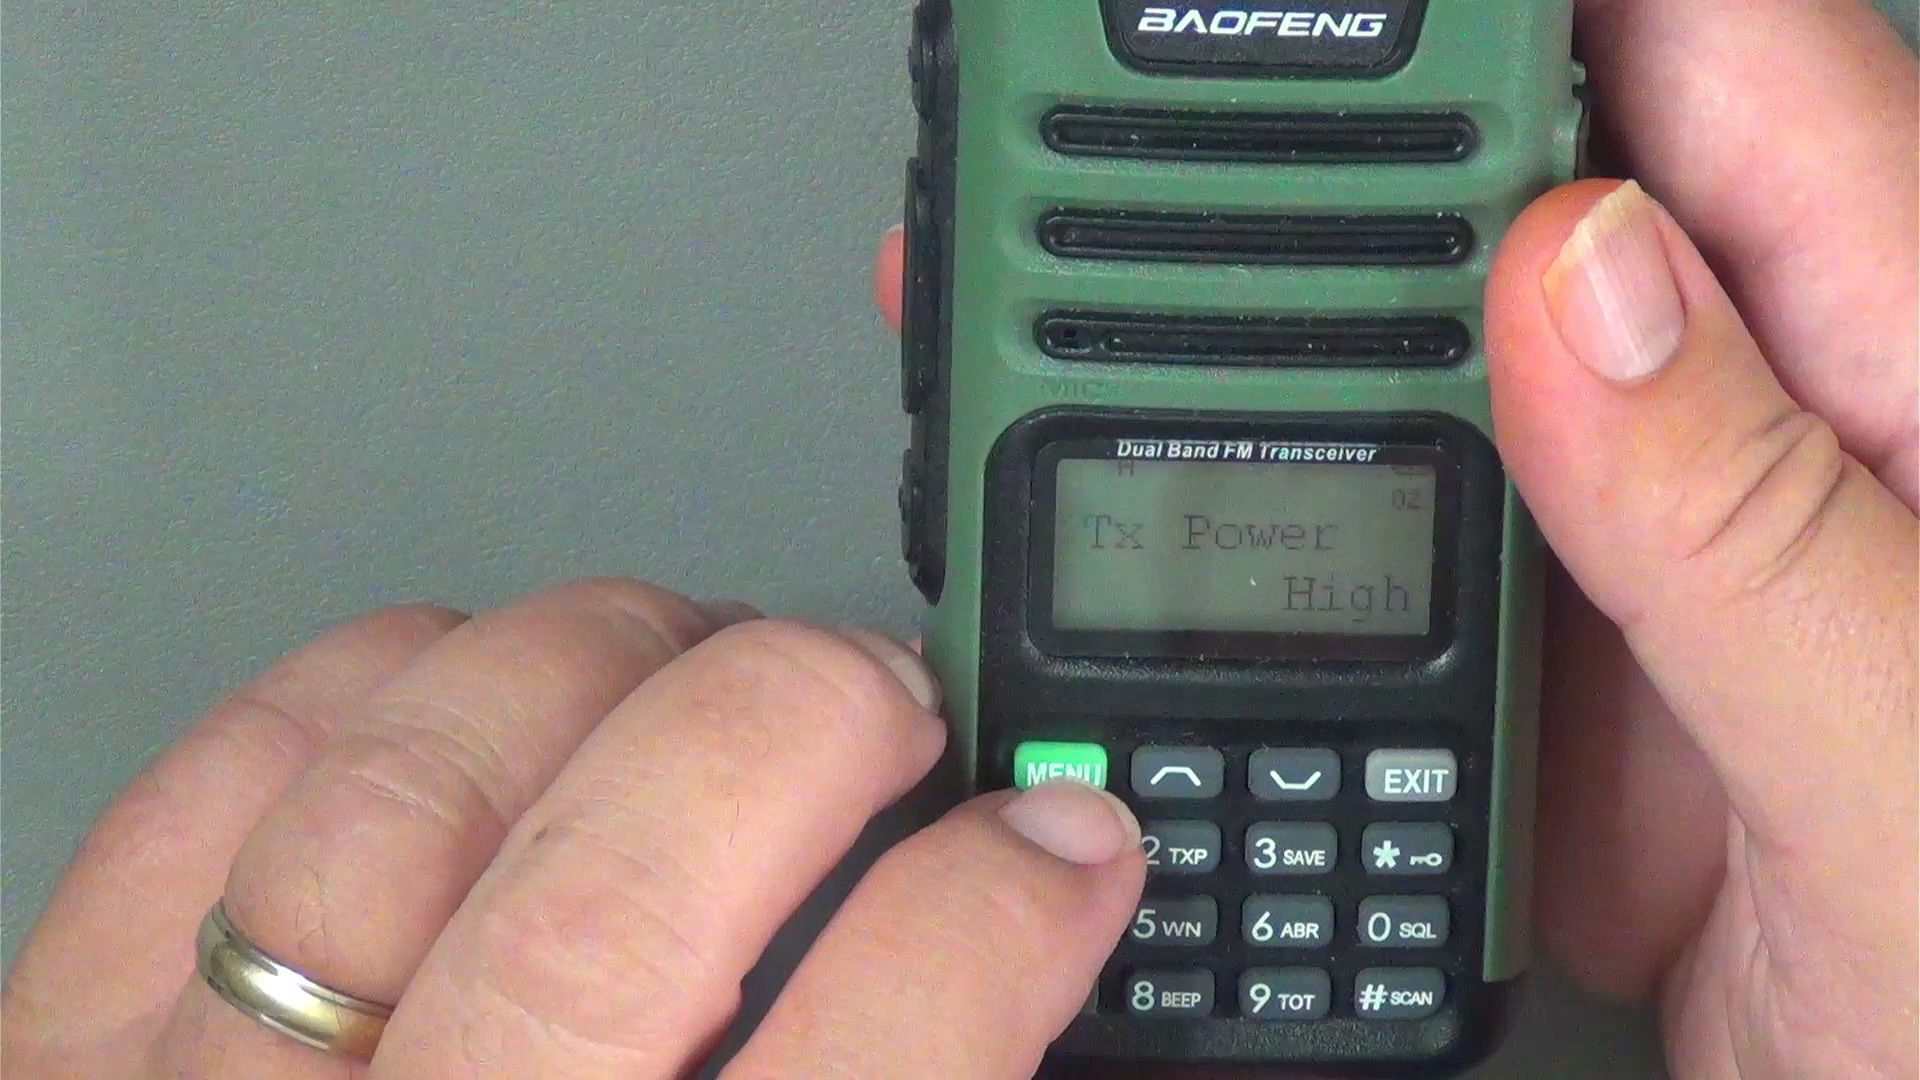 BAOFENG
MIC
Dual Band FM Transceiver
H
02
Tx Power
High
MENU
EXIT
2 TXP
3 SAVE
*
5 WN
6 ABR
0 SQL
8 BEEP
9 TOT
# SCAN